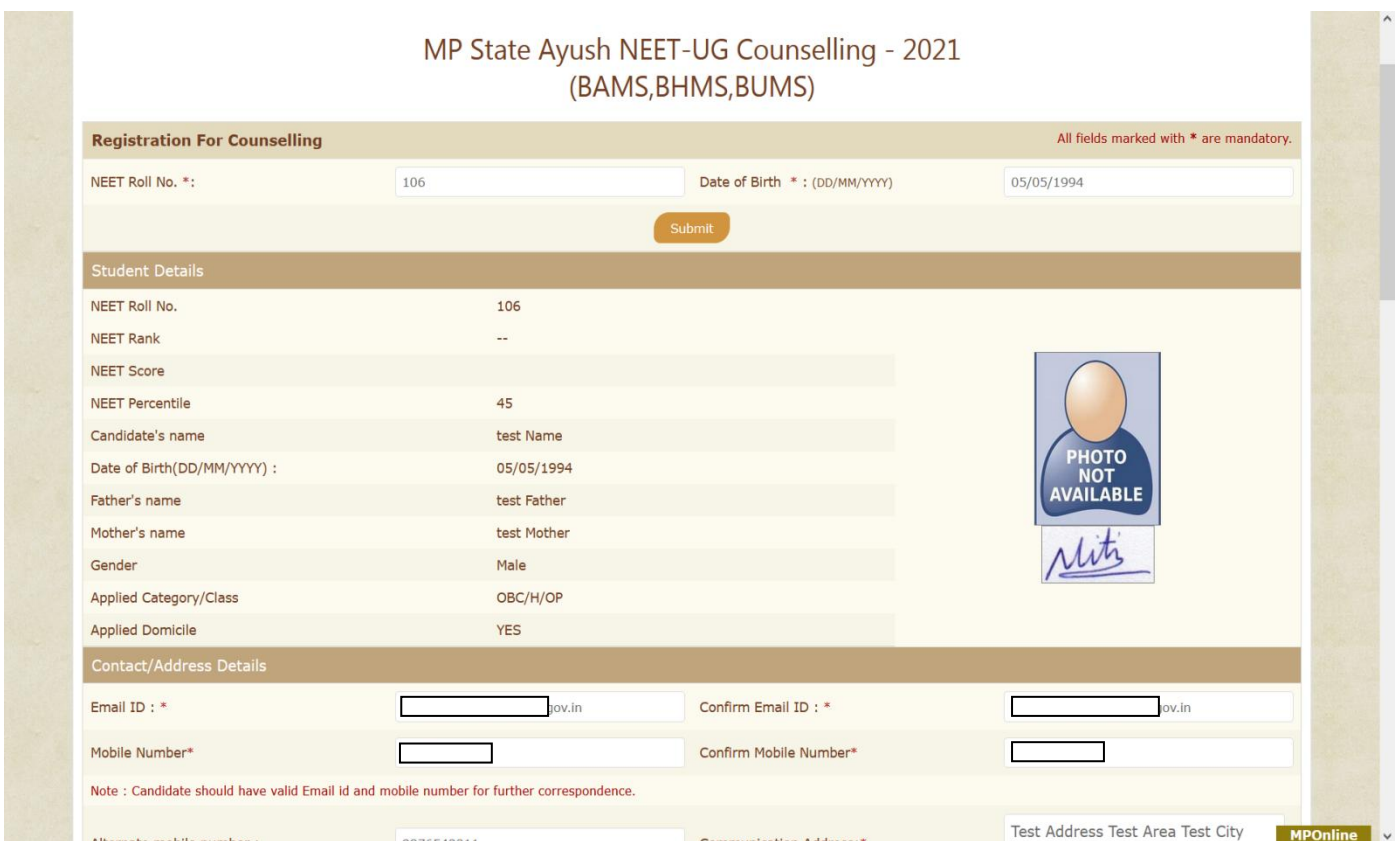 MP State Ayush NEET-UG Counselling - 2021
(BAMS,BHMS,BUMS)
Registration For Counselling All fields marked with * are mandatory.
NEET Roll No. *: 106 Date of Birth * : (DD/MM/YYYY) 05/05/1994
Submit
Student Details
NEET Roll No. 106
NEET Rank --
NEET Score
NEET Percentile 45
Candidate's name test Name
Date of Birth(DD/MM/YYYY) : 05/05/1994
Father's name test Father
Mother's name test Mother
Gender Male
Applied Category/Class OBC/H/OP
Applied Domicile YES
PHOTO
NOT
AVAILABLE
Contact/Address Details
Email ID : * gov.in Confirm Email ID : * gov.in
Mobile Number* Confirm Mobile Number*
Note : Candidate should have valid Email id and mobile number for further correspondence.
Test Address Test Area Test City
MPOnline